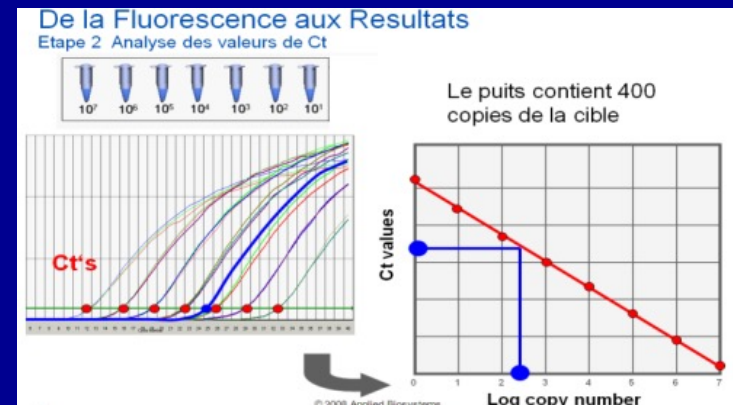 De la Fluorescence aux Resultats
Etape 2 Analyse des valeurs de Ct
10⁷ 10⁶ 10⁵ 10⁴ 10³ 10² 10¹
Ct's
Le puits contient 400
copies de la cible
Ct values
0 1 2 3 4 5 6 7
Log copy number
© 2008 Applied Biosystems